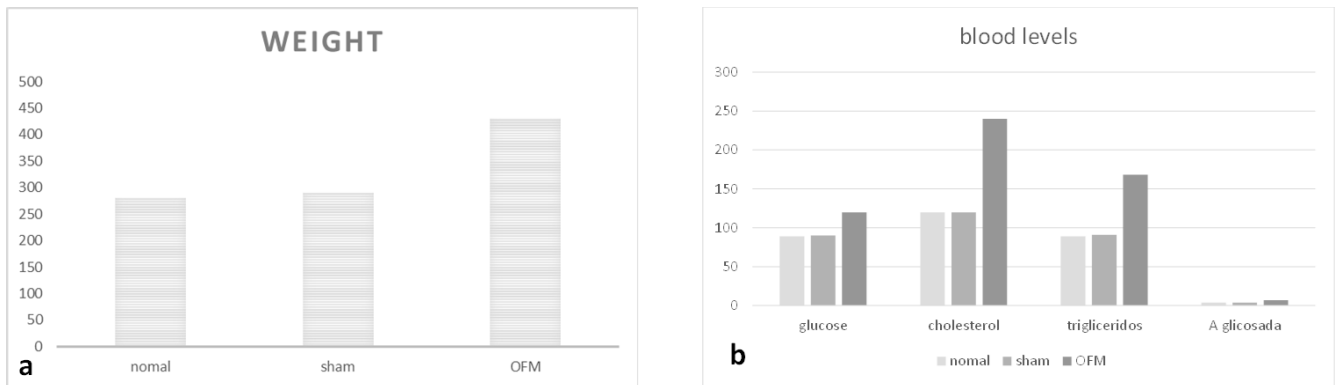 WEIGHT
500
450
400
350
300
250
200
150
100
50
0
nomal sham OFM
a
blood levels
300
250
200
150
100
50
0
glucose cholesterol trigliceridos A glicosada
nomal sham OFM
b